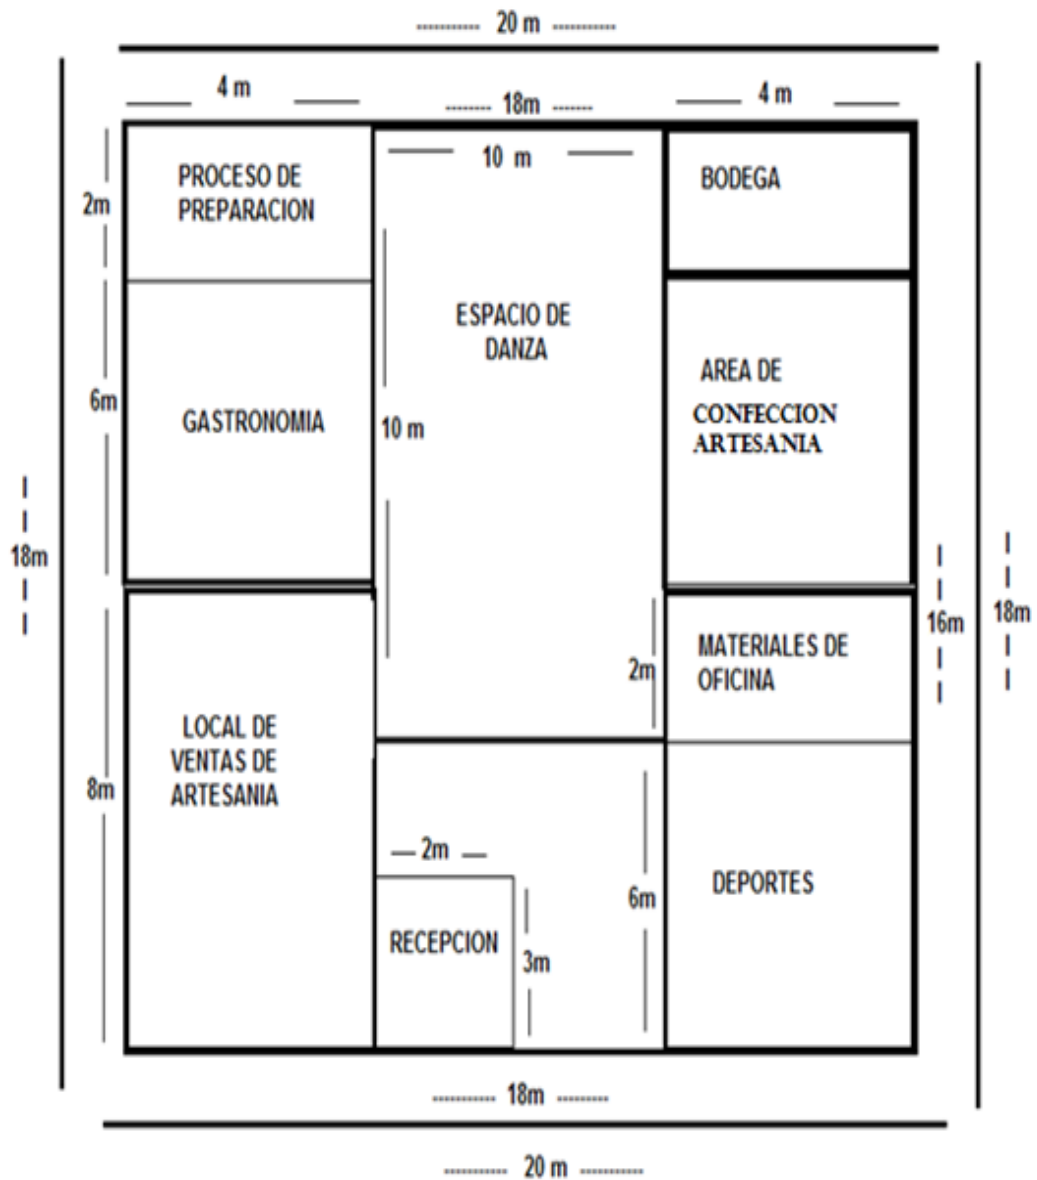 20 m
4 m
18m
4 m
10 m
PROCESO DE
PREPARACION
BODEGA
2m
ESPACIO DE
DANZA
AREA DE
CONFECCION
ARTESANIA
6m
GASTRONOMIA
10 m
18m
16m
18m
MATERIALES DE
OFICINA
2m
LOCAL DE
VENTAS DE
ARTESANIA
8m
2m
DEPORTES
6m
RECEPCION
3m
18m
20 m